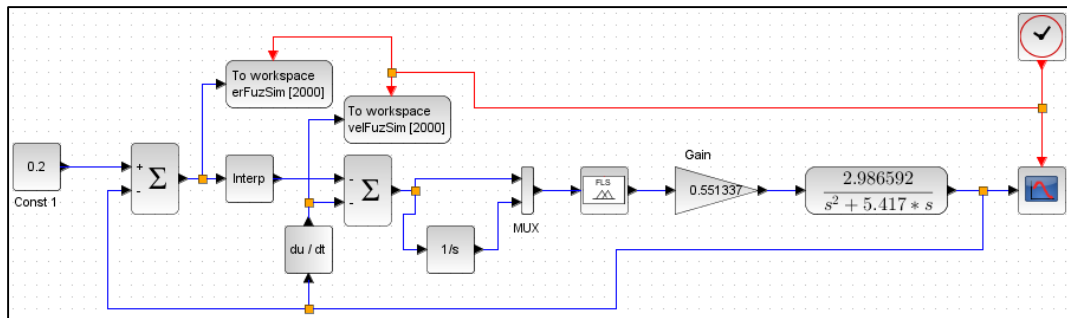 To workspace
erFuzSim [2000]
To workspace
velFuzSim [2000]
0.2
Const 1
+
-
Σ
Interp
-
-
Σ
du / dt
1/s
MUX
FLS
Gain
0.551337
2.986592
s² + 5.417 * s